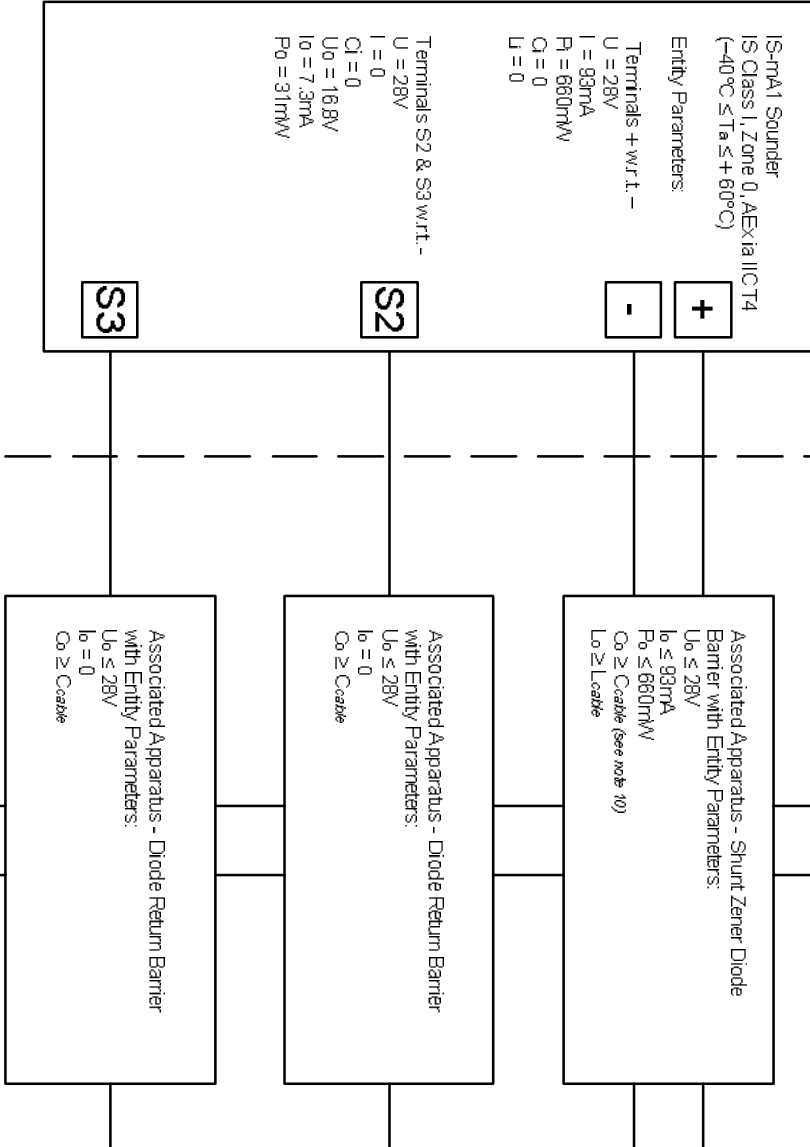 IS-mA1 Sounder
IS Class I, Zone 0, AEx ia IIC T4
(–40°C ≤ Ta ≤ + 60°C)
Entity Parameters:
Terminals + w.r.t. –
U = 28V
I = 93mA
Pi = 660mW
Ci = 0
Li = 0
Terminals S2 & S3 w.r.t. -
U = 28V
I = 0
Ci = 0
Uo = 16.8V
Io = 7.3mA
Po = 31mW
+
-
S2
S3
Associated Apparatus - Shunt Zener Diode
Barrier with Entity Parameters:
Uo ≤ 28V
Io ≤ 93mA
Po ≤ 660mW
Co ≥ Ccable (see note 10)
Lo ≥ Lcable
Associated Apparatus - Diode Return Barrier
with Entity Parameters:
Uo ≤ 28V
Io = 0
Co ≥ Ccable
Associated Apparatus - Diode Return Barrier
with Entity Parameters:
Uo ≤ 28V
Io = 0
Co ≥ Ccable